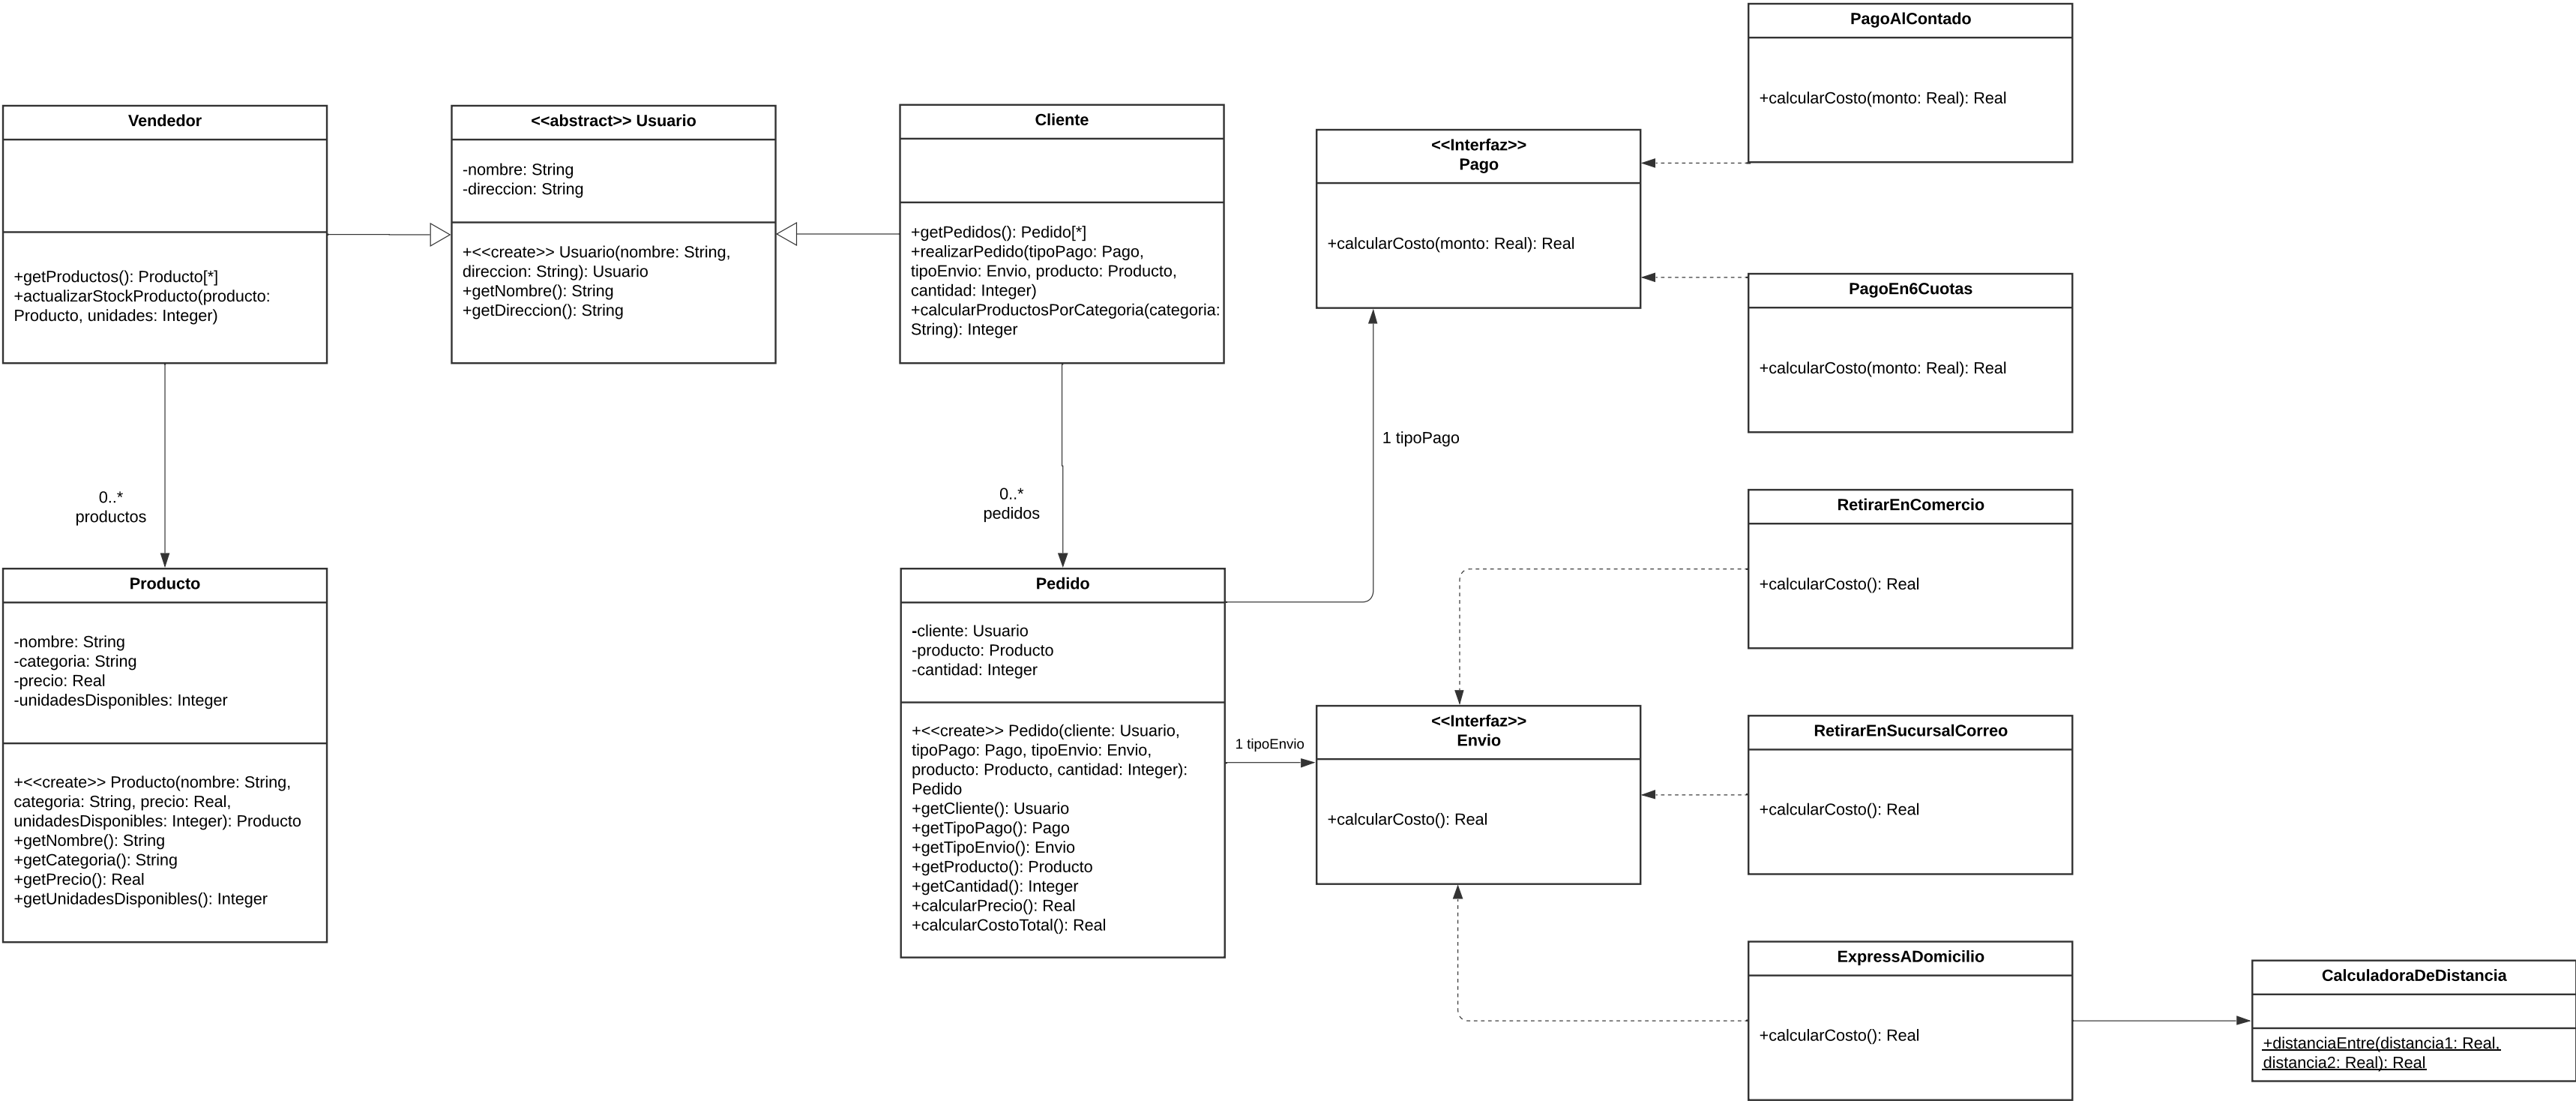 Vendedor
+getProductos(): Producto[*]
+actualizarStockProducto(producto:
Producto, unidades: Integer)
<<abstract>> Usuario
-nombre: String
-direccion: String
+<<create>> Usuario(nombre: String,
direccion: String): Usuario
+getNombre(): String
+getDireccion(): String
Cliente
+getPedidos(): Pedido[*]
+realizarPedido(tipoPago: Pago,
tipoEnvio: Envio, producto: Producto,
cantidad: Integer)
+calcularProductosPorCategoria(categoria:
String): Integer
<<Interfaz>>
Pago
+calcularCosto(monto: Real): Real
PagoAlContado
+calcularCosto(monto: Real): Real
PagoEn6Cuotas
+calcularCosto(monto: Real): Real
1 tipoPago
0..*
productos
0..*
pedidos
Producto
-nombre: String
-categoria: String
-precio: Real
-unidadesDisponibles: Integer
+<<create>> Producto(nombre: String,
categoria: String, precio: Real,
unidadesDisponibles: Integer): Producto
+getNombre(): String
+getCategoria(): String
+getPrecio(): Real
+getUnidadesDisponibles(): Integer
Pedido
-cliente: Usuario
-producto: Producto
-cantidad: Integer
+<<create>> Pedido(cliente: Usuario,
tipoPago: Pago, tipoEnvio: Envio,
producto: Producto, cantidad: Integer):
Pedido
+getCliente(): Usuario
+getTipoPago(): Pago
+getTipoEnvio(): Envio
+getProducto(): Producto
+getCantidad(): Integer
+calcularPrecio(): Real
+calcularCostoTotal(): Real
1 tipoEnvio
<<Interfaz>>
Envio
+calcularCosto(): Real
RetirarEnComercio
+calcularCosto(): Real
RetirarEnSucursalCorreo
+calcularCosto(): Real
ExpressADomicilio
+calcularCosto(): Real
CalculadoraDeDistancia
+distanciaEntre(distancia1: Real,
distancia2: Real): Real